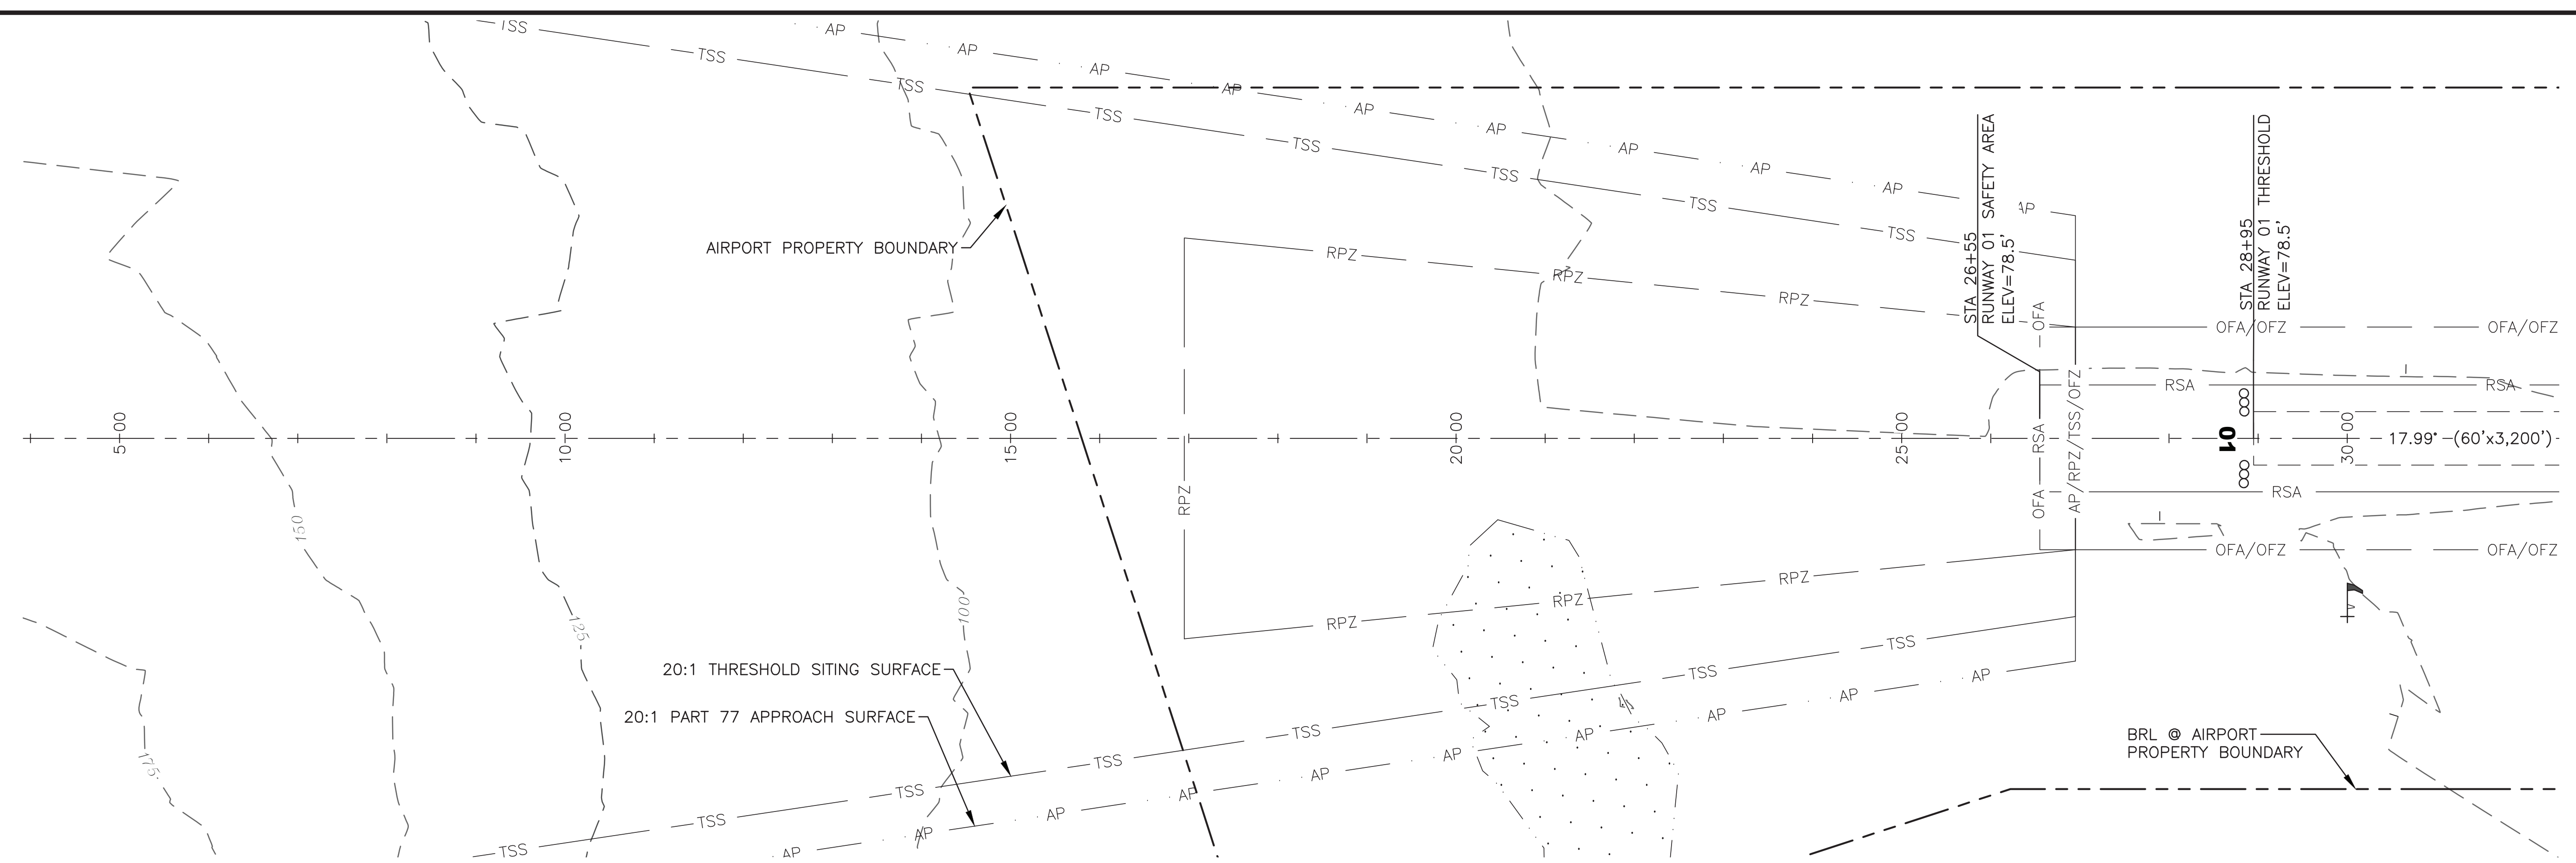 TSS
TSS
TSS
TSS
TSS
TSS
TSS
TSS
AP
AP
AP
AP
AP
AP
AP
AP
AP
AP
AIRPORT PROPERTY BOUNDARY
RPZ
RPZ
RPZ
RPZ
STA 26+55
RUNWAY 01 SAFETY AREA
ELEV=78.5'
STA 28+95
RUNWAY 01 THRESHOLD
ELEV=78.5'
OFA
OFA/OFZ
OFA/OFZ
RSA
RSA
5+00
10+00
15+00
20+00
25+00
30+00
RSA
AP/RPZ/TSS/OFZ
01
17.99° (60'x3,200')
OFA
RSA
OFA/OFZ
OFA/OFZ
150
125
100
175
RPZ
RPZ
RPZ
20:1 THRESHOLD SITING SURFACE
20:1 PART 77 APPROACH SURFACE
TSS
TSS
TSS
TSS
TSS
TSS
TSS
TSS
AP
AP
AP
AP
AP
AP
AP
AP
AP
AP
BRL @ AIRPORT
PROPERTY BOUNDARY